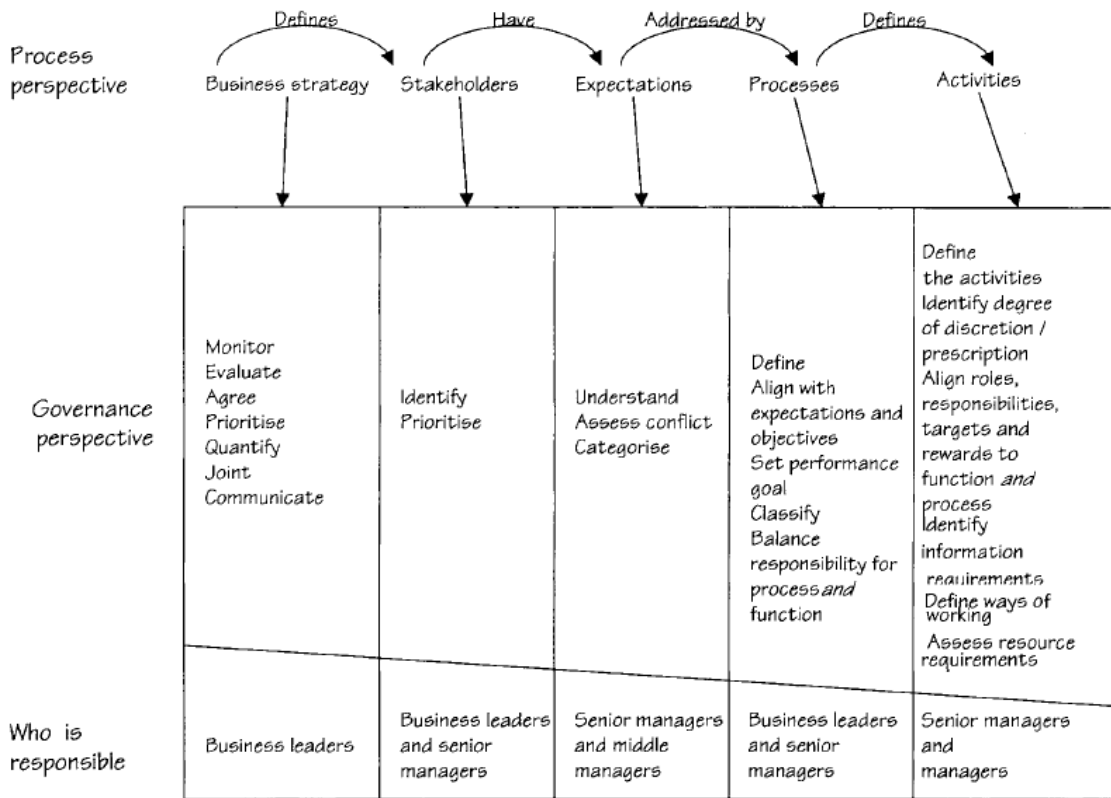 Defines
Have
Addressed by
Defines
Process
perspective
Business strategy
Stakeholders
Expectations
Processes
Activities
Governance
perspective
Monitor
Evaluate
Agree
Prioritise
Quantify
Joint
Communicate
Identify
Prioritise
Understand
Assess conflict
Categorise
Define
Align with
expectations and
objectives
Set performance
goal
Classify
Balance
responsibility for
process and
function
Define
the activities
Identify degree
of discretion /
prescription
Align roles,
responsibilities,
targets and
rewards to
function and
process
Identify
information
requirements
Define ways of
working
Assess resource
requirements
Who is
responsible
Business leaders
Business leaders
and senior
managers
Senior managers
and middle
managers
Business leaders
and senior
managers
Senior managers
and
managers